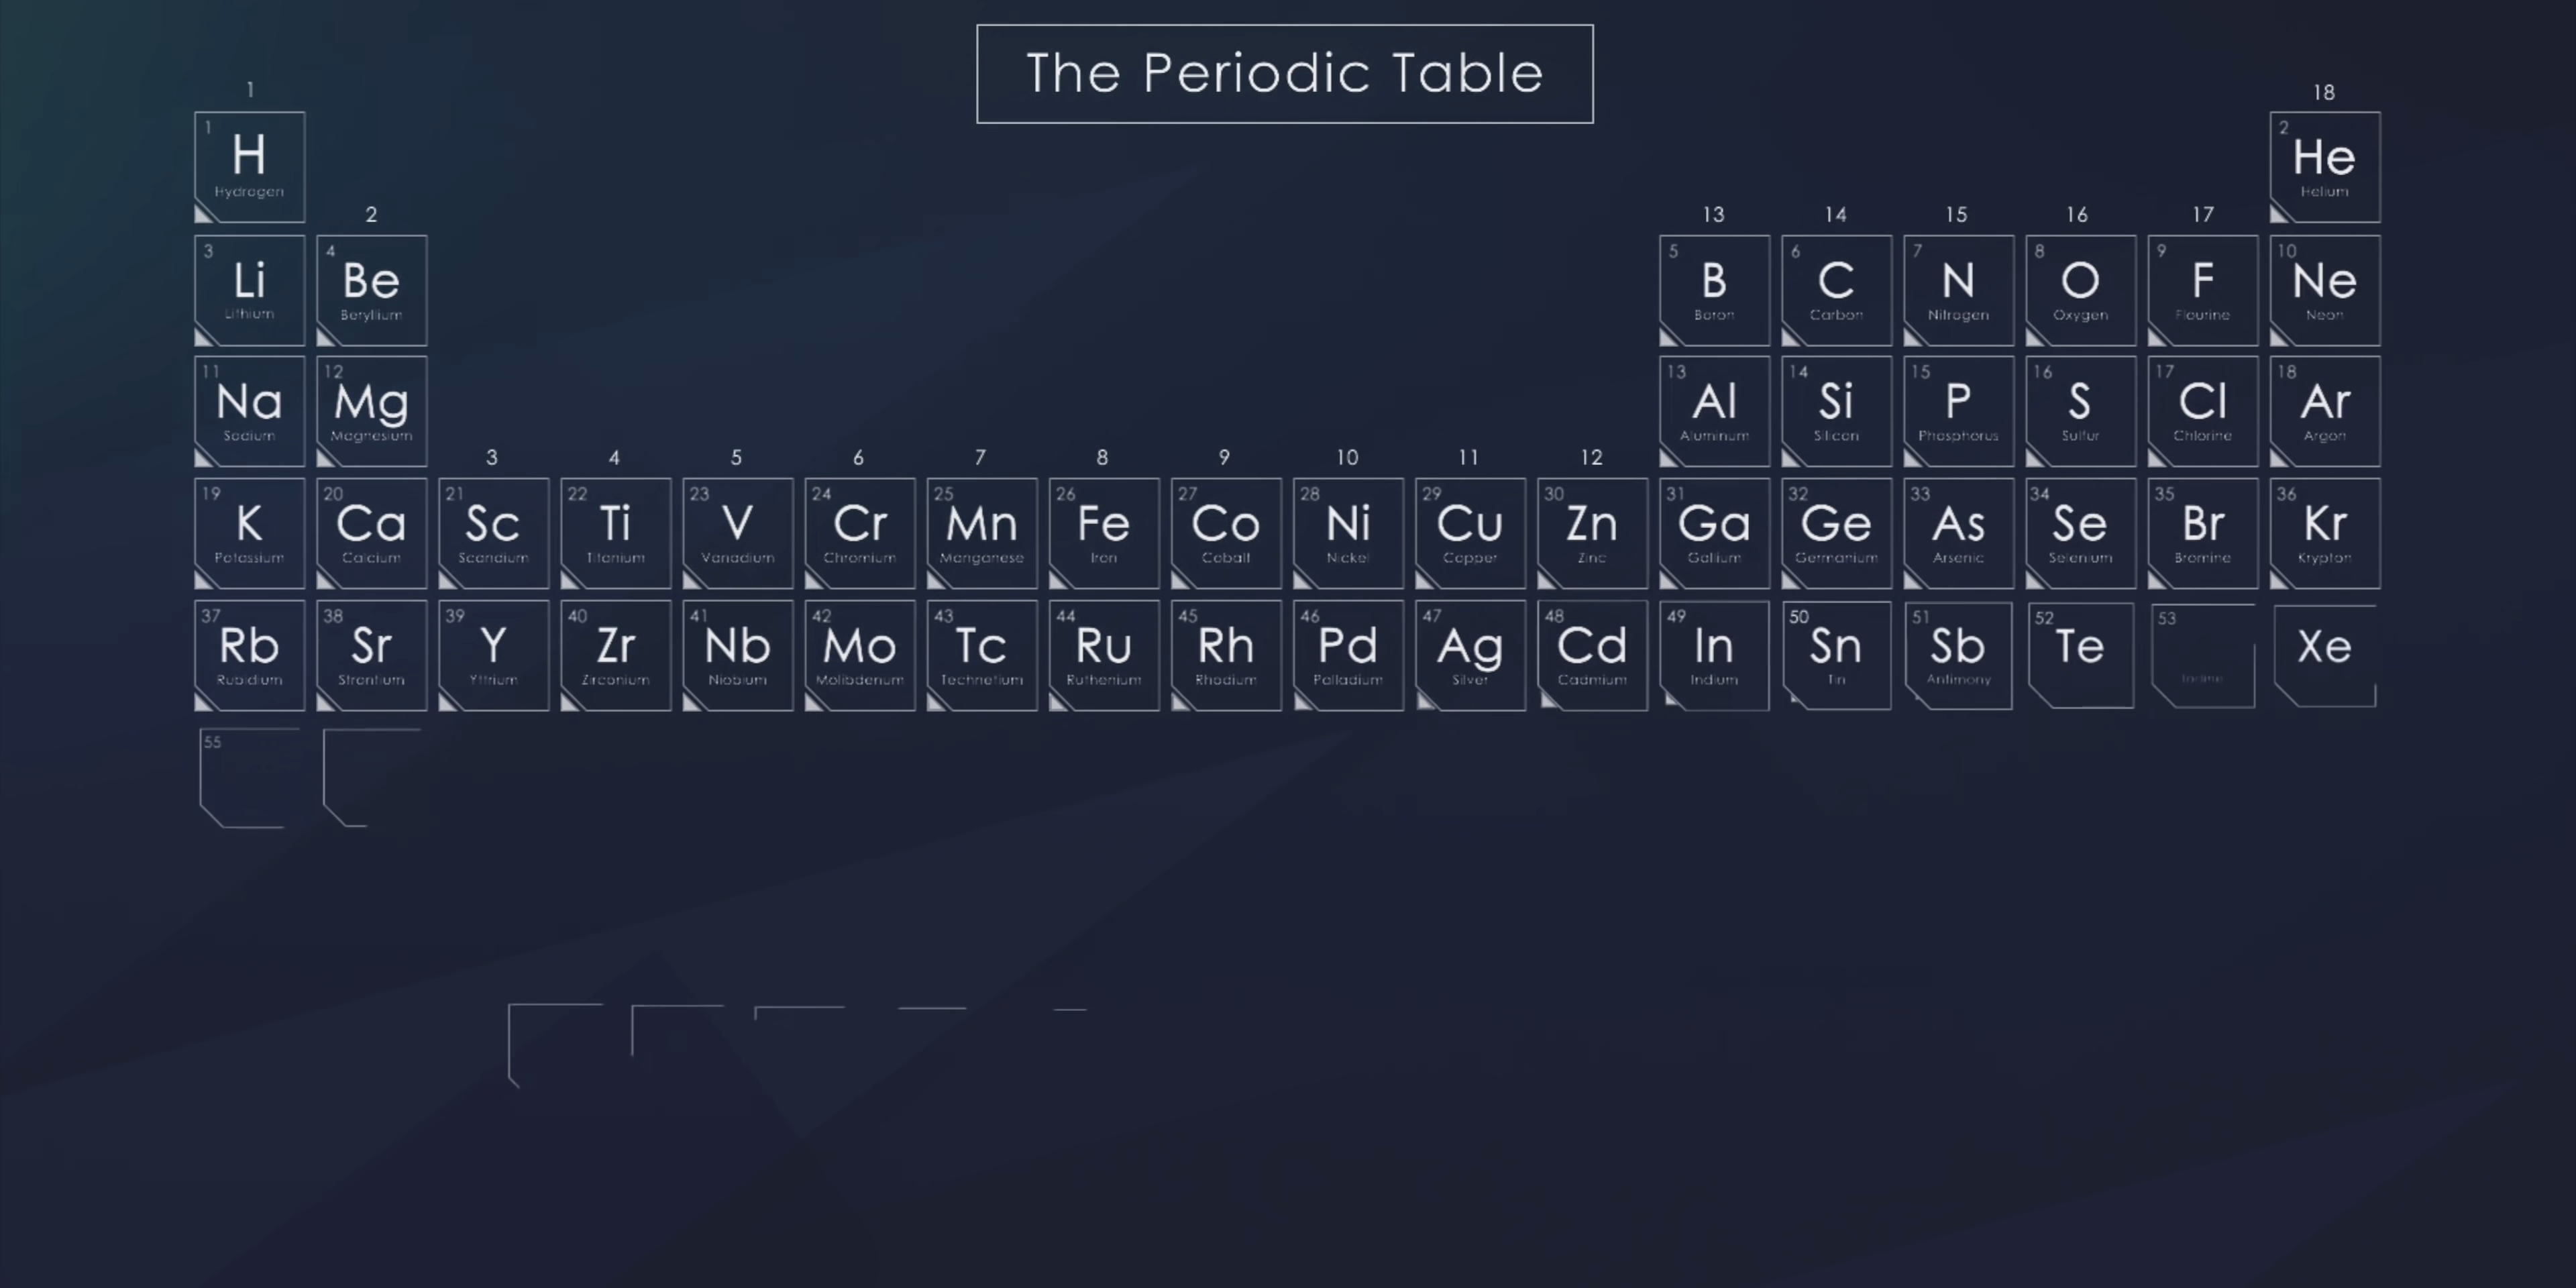 The Periodic Table
1 18
1 2
H He
Hydrogen Helium
2 13 14 15 16 17
3 4 5 6 7 8 9 10
Li Be B C N O F Ne
Lithium Beryllium Boron Carbon Nitrogen Oxygen Flourine Neon
11 12 13 14 15 16 17 18
Na Mg Al Si P S Cl Ar
Sodium Magnesium Aluminum Silicon Phosphorus Sulfur Chlorine Argon
3 4 5 6 7 8 9 10 11 12
19 20 21 22 23 24 25 26 27 28 29 30 31 32 33 34 35 36
K Ca Sc Ti V Cr Mn Fe Co Ni Cu Zn Ga Ge As Se Br Kr
Potassium Calcium Scandium Titanium Vanadium Chromium Manganese Iron Cobalt Nickel Copper Zinc Gallium Germanium Arsenic Selenium Bromine Krypton
37 38 39 40 41 42 43 44 45 46 47 48 49 50 51 52 53
Rb Sr Y Zr Nb Mo Tc Ru Rh Pd Ag Cd In Sn Sb Te Xe
Rubidium Strontium Yttrium Zirconium Niobium Molibdenum Technetium Ruthenium Rhodium Palladium Silver Cadmium Indium Tin Antimony Iodine
55